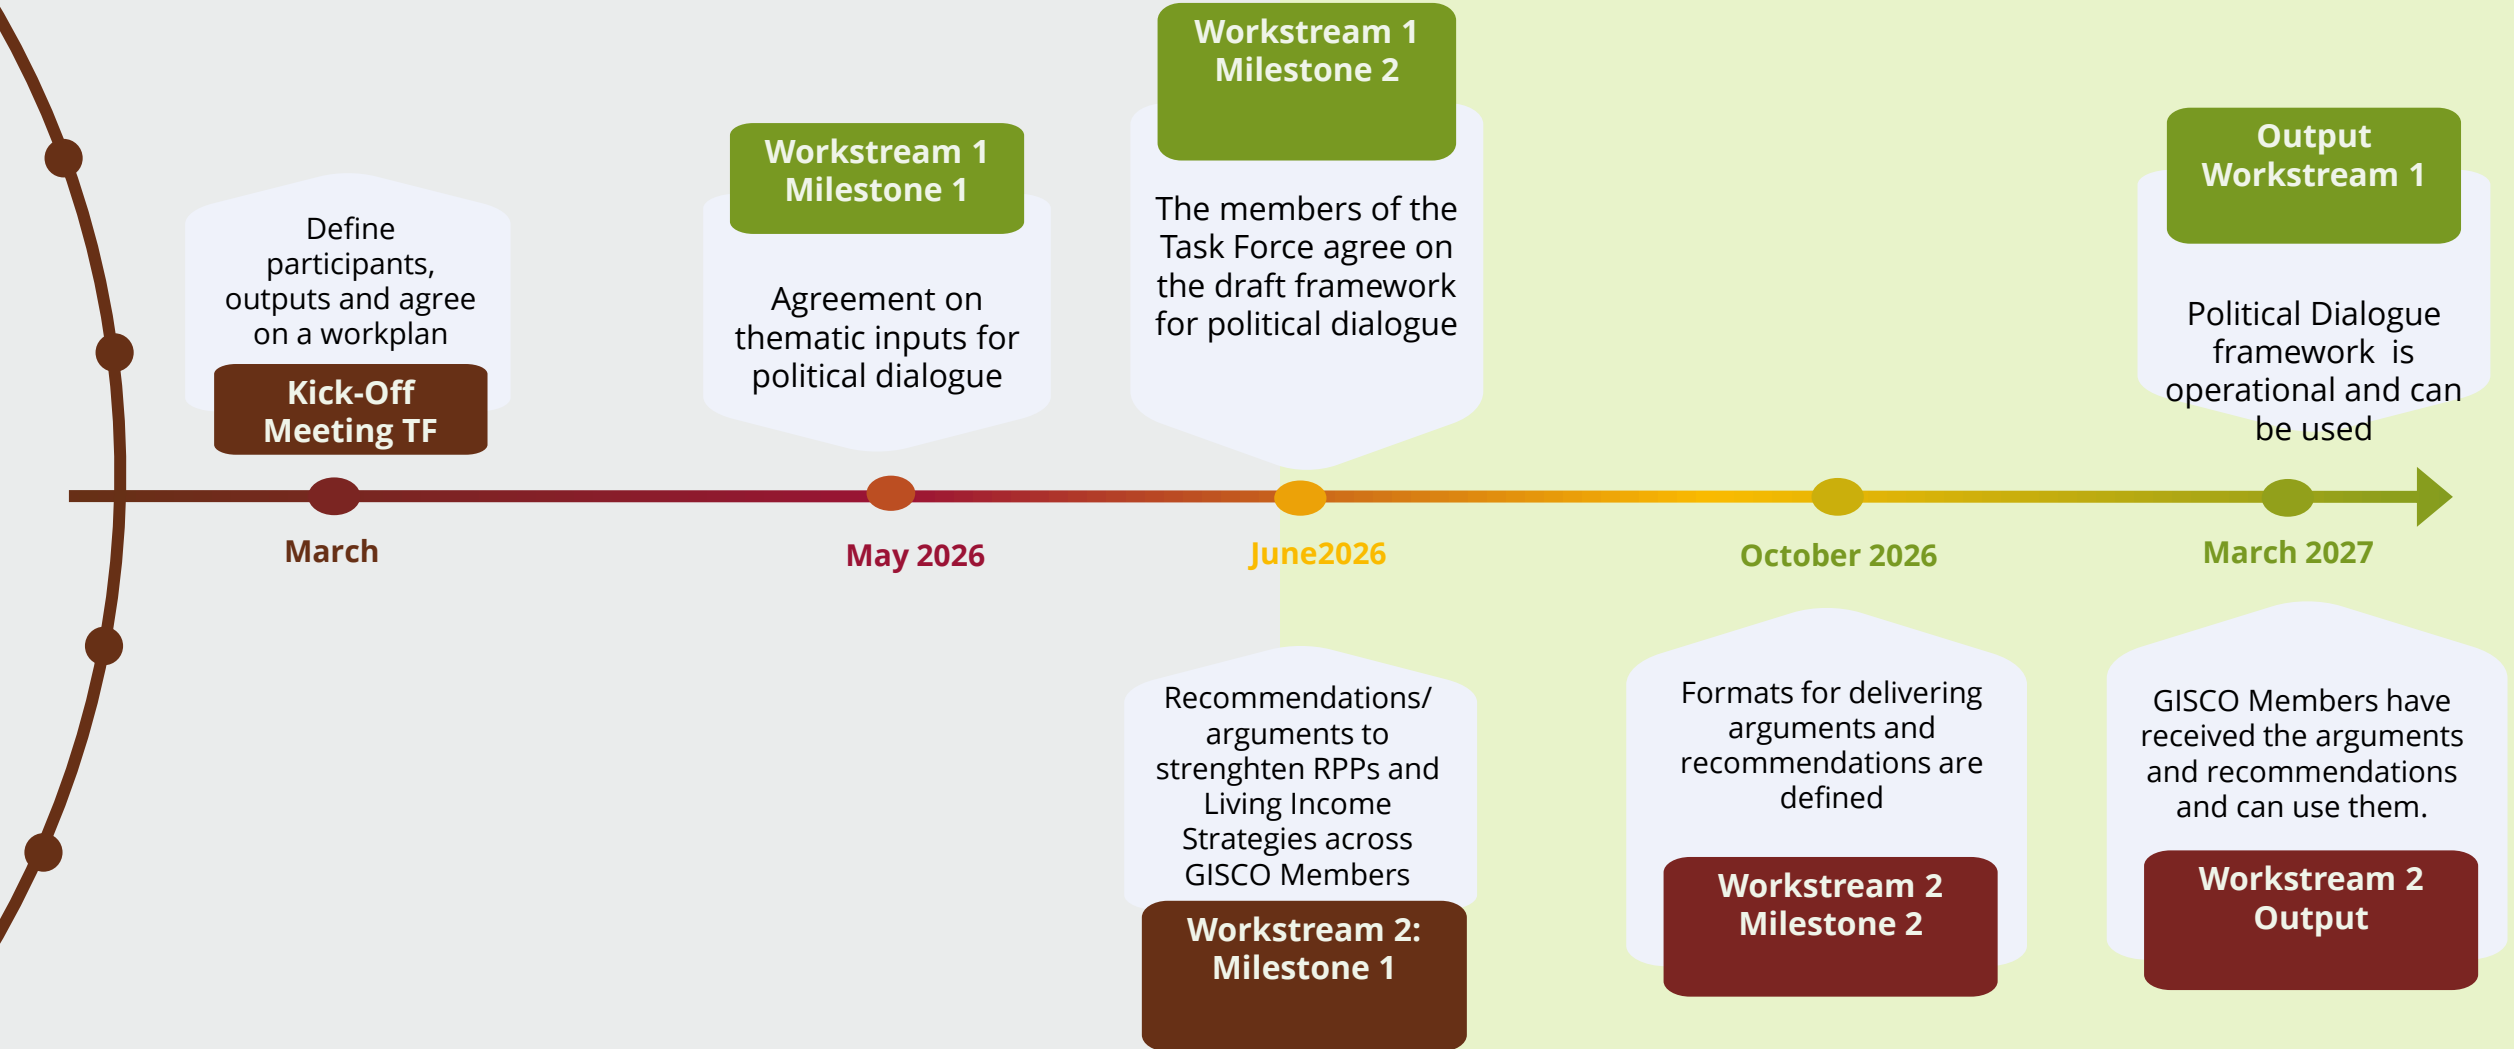 Define
participants,
outputs and agree
on a workplan
Kick-Off
Meeting TF
March
Workstream 1
Milestone 1
Agreement on
thematic inputs for
political dialogue
May 2026
Workstream 1
Milestone 2
The members of the
Task Force agree on
the draft framework
for political dialogue
June2026
Recommendations/
arguments to
strenghten RPPs and
Living Income
Strategies across
GISCO Members
Workstream 2:
Milestone 1
October 2026
Formats for delivering
arguments and
recommendations are
defined
Workstream 2
Milestone 2
Output
Workstream 1
Political Dialogue
framework  is
operational and can
be used
March 2027
GISCO Members have
received the arguments
and recommendations
and can use them.
Workstream 2
Output